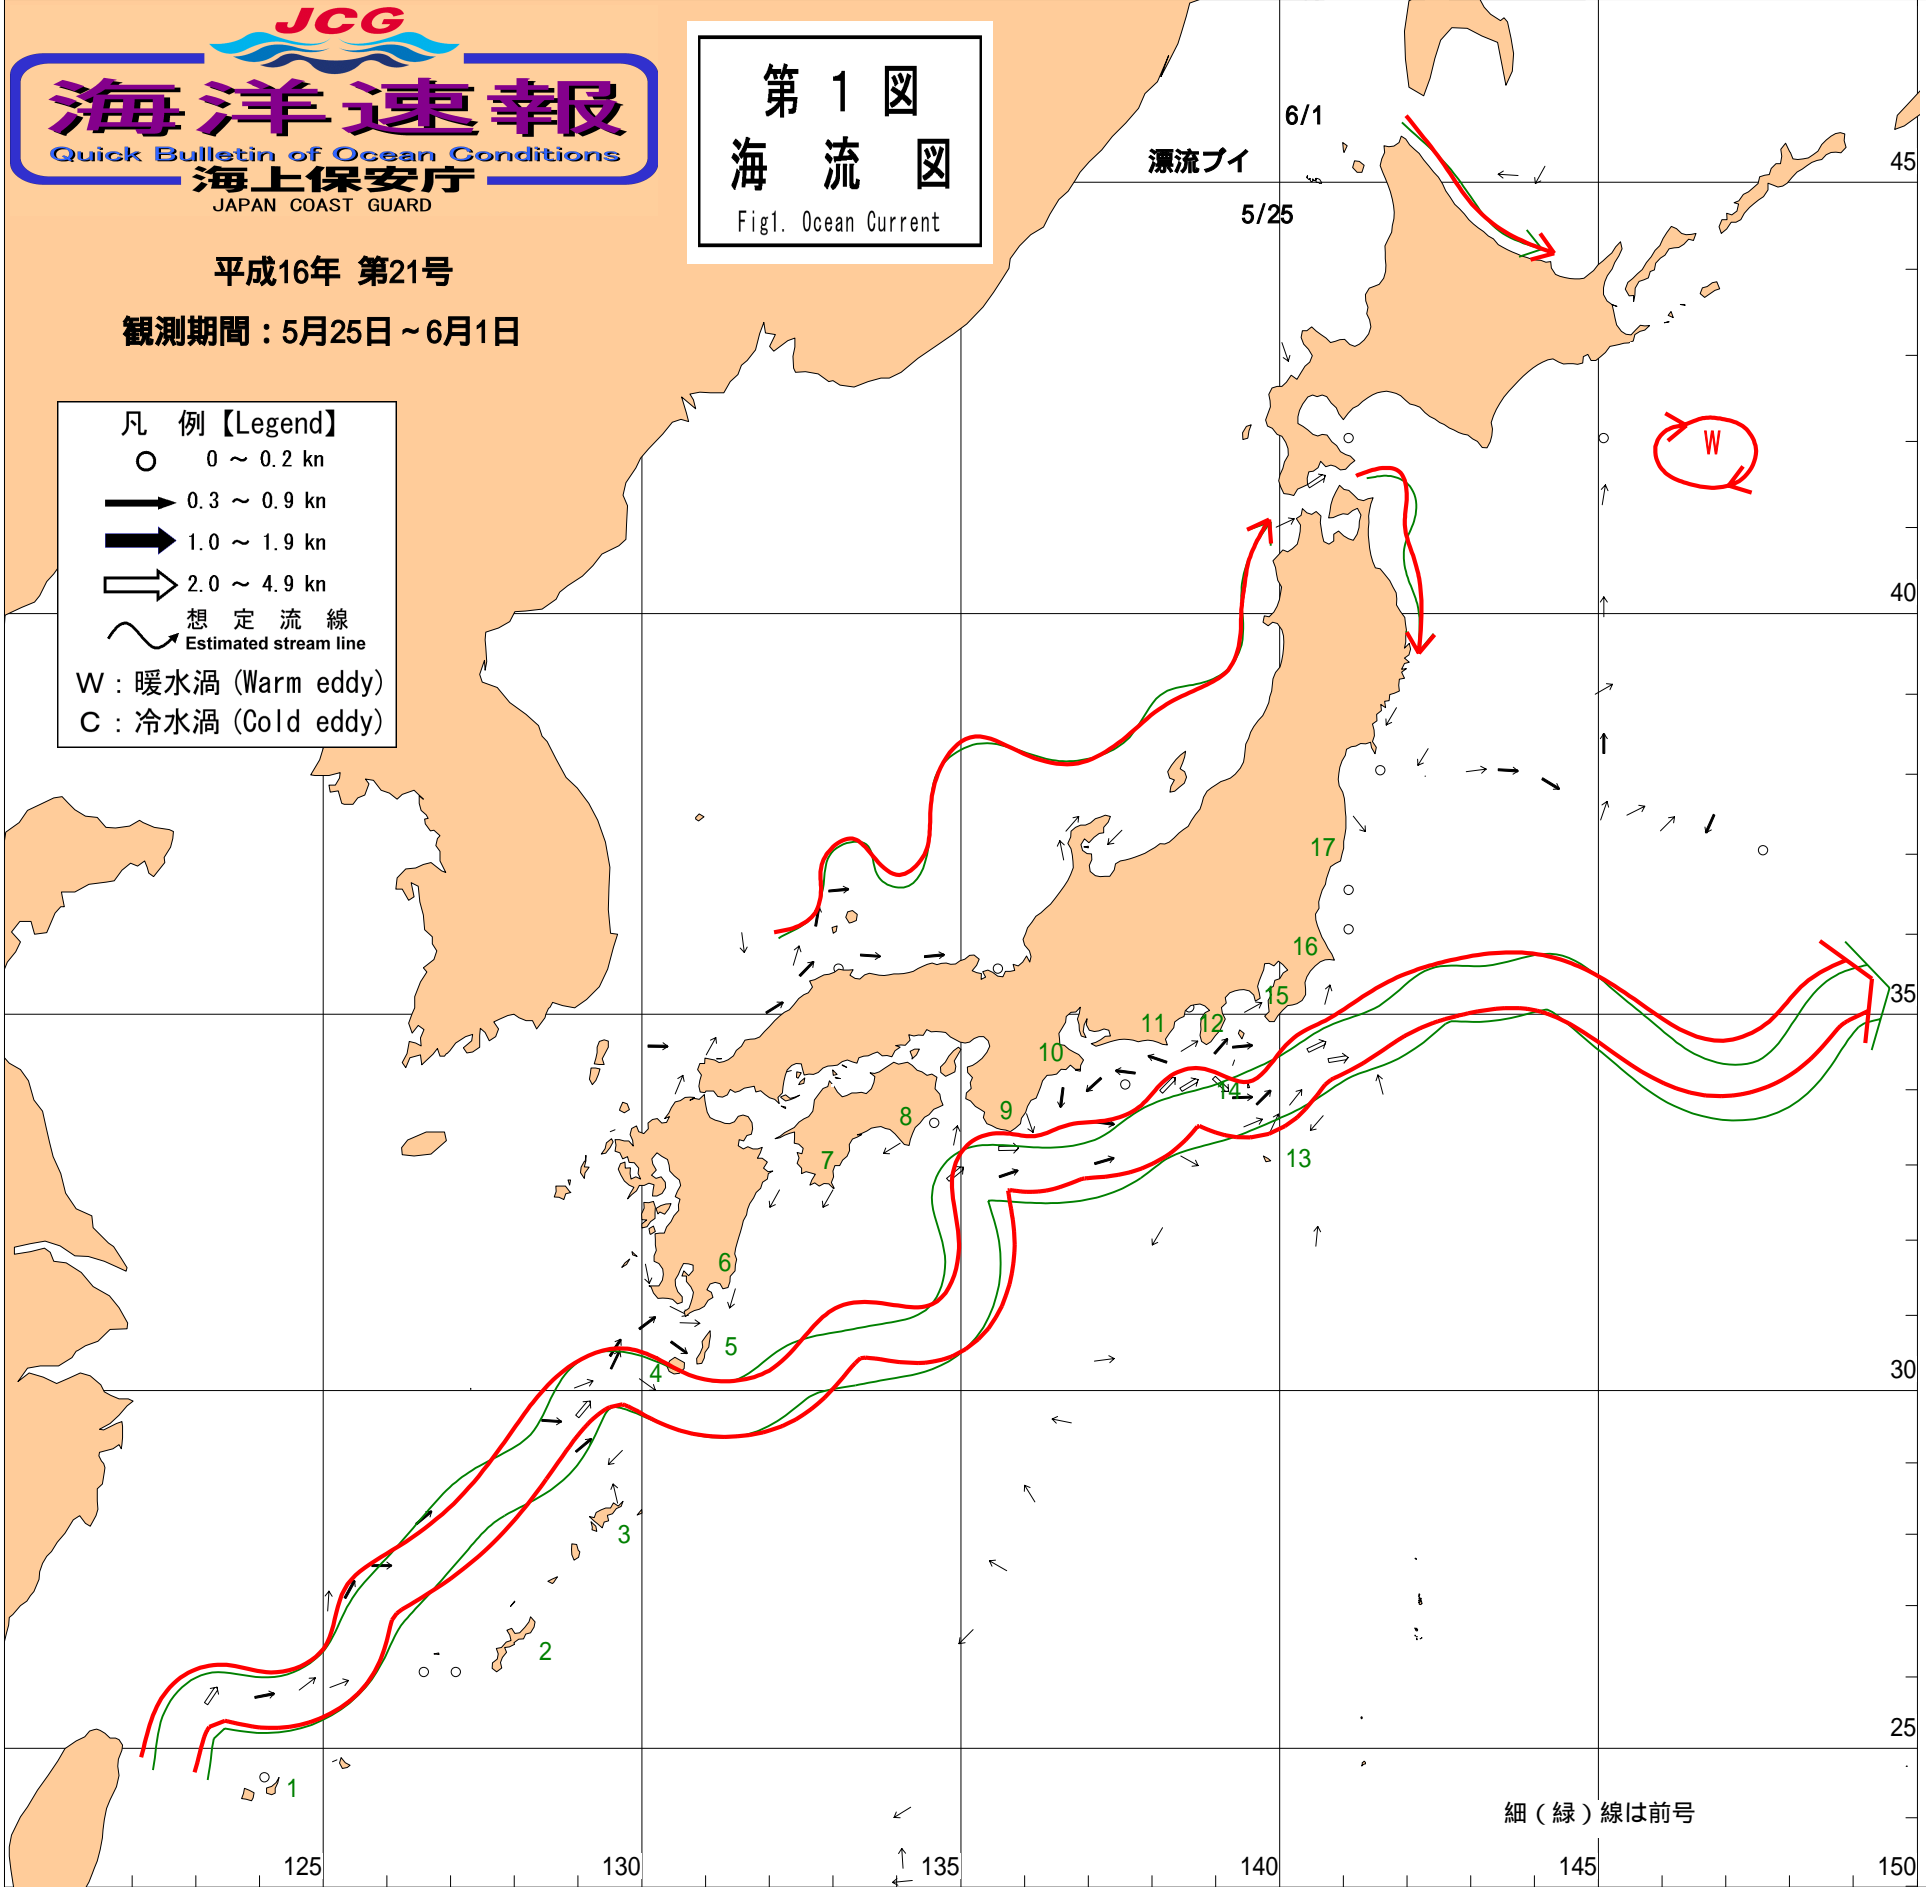 JCG
海洋速報
Quick Bulletin of Ocean Conditions
海上保安庁
JAPAN COAST GUARD
平成16年 第21号
観測期間：5月25日～6月1日
第 1 図
海 流 図
Fig1. Ocean Current
凡 例【Legend】
0 ～ 0.2 kn
0.3 ～ 0.9 kn
1.0 ～ 1.9 kn
2.0 ～ 4.9 kn
想 定 流 線
Estimated stream line
W：暖水渦 (Warm eddy)
C：冷水渦 (Cold eddy)
6/1
漂流ブイ
5/25
45
W
40
17
16
35
15
12
11
10
14
9
8
7
13
6
5
4
30
3
2
25
1
細（緑）線は前号
125
130
135
140
145
150